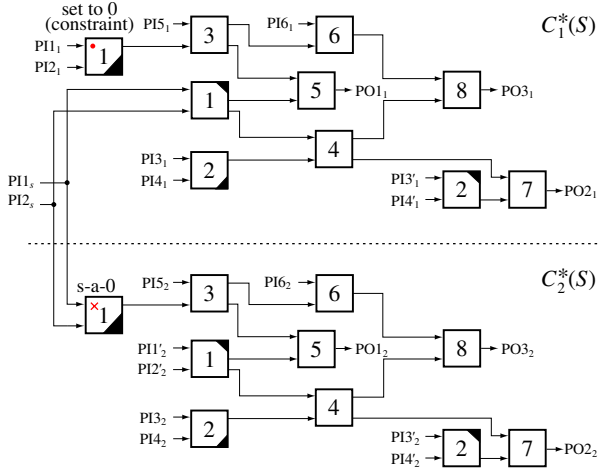 set to 0
(constraint)
C₁*(S)
PI5₁
PI6₁
3
6
PI1₁
PI2₁
1
5
PO1₁
8
PO3₁
1
4
PI3₁
PI4₁
2
PI3′₁
PI4′₁
2
7
PO2₁
PI1ₛ
PI2ₛ
C₂*(S)
s-a-0
PI5₂
PI6₂
3
6
1
PI1′₂
PI2′₂
1
5
PO1₂
8
PO3₂
4
PI3₂
PI4₂
2
PI3′₂
PI4′₂
2
7
PO2₂